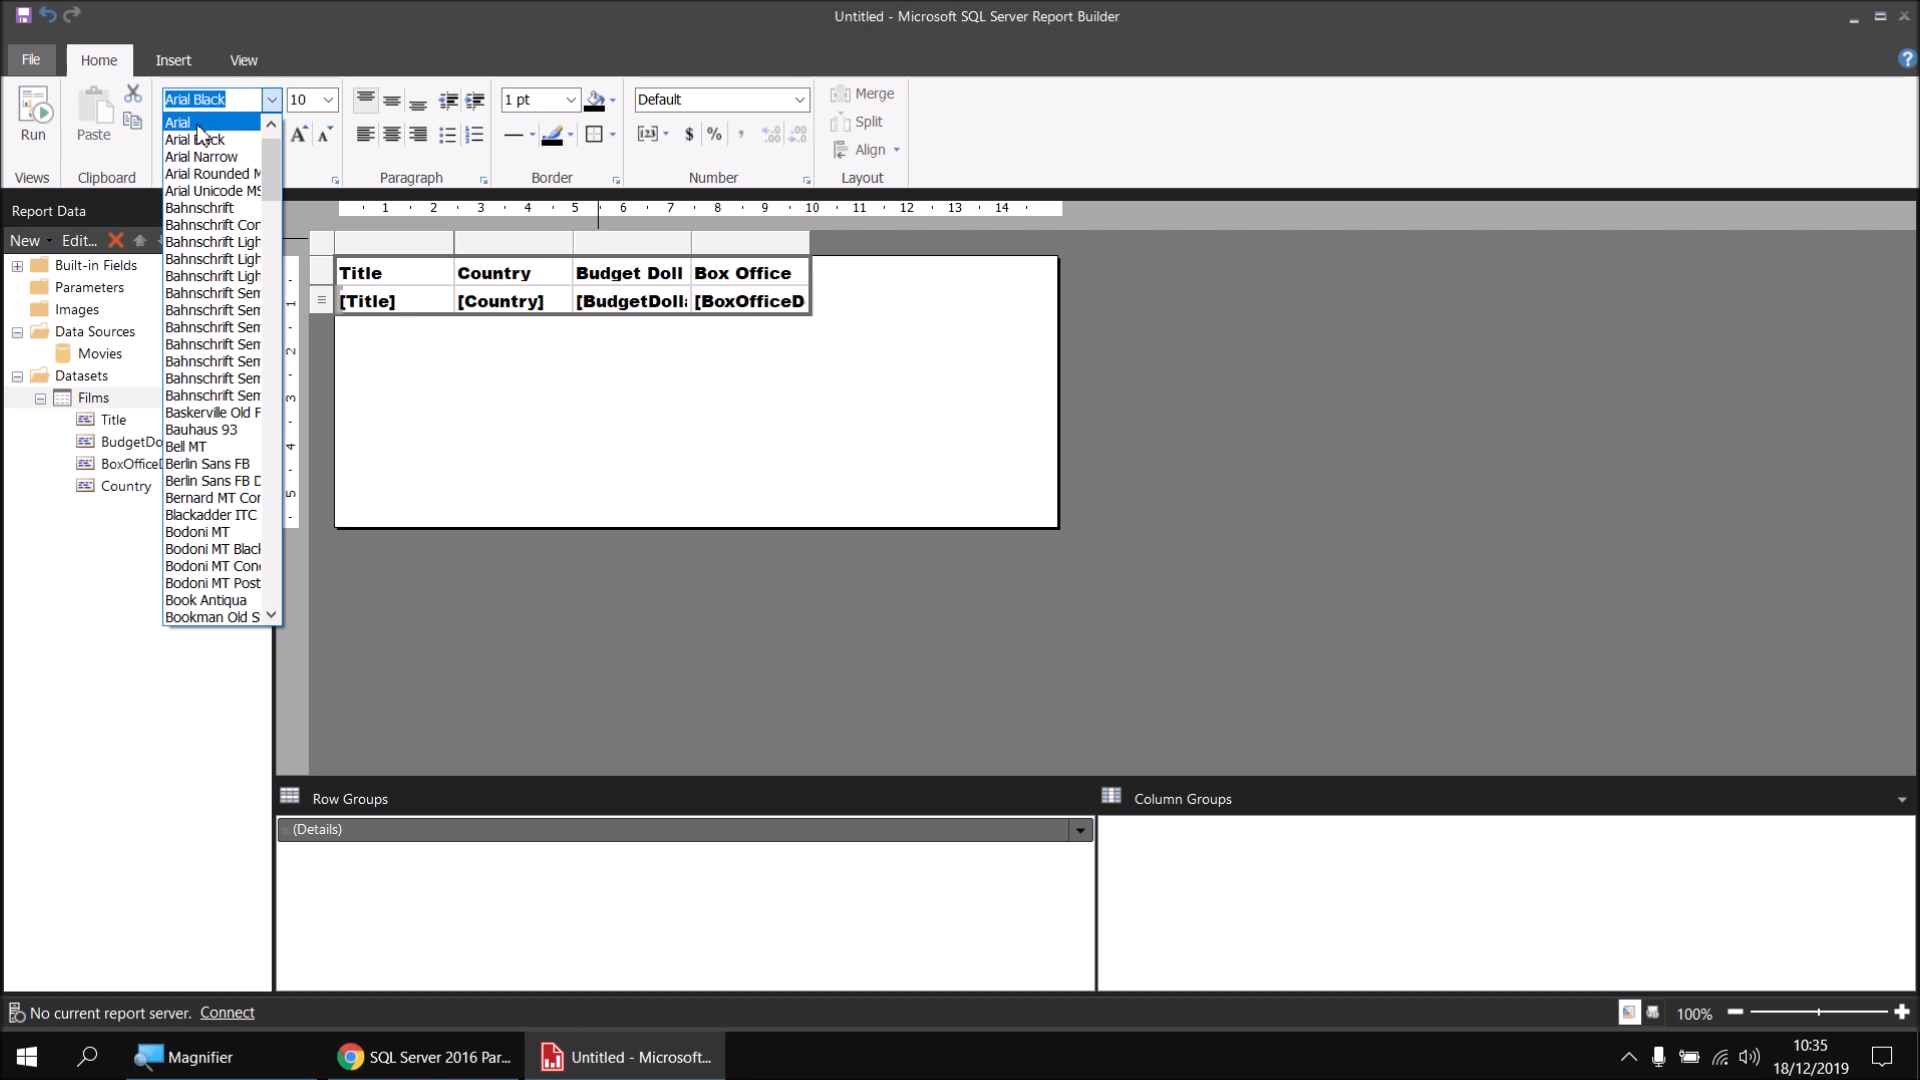 Untitled - Microsoft SQL Server Report Builder
File
Home
Insert
View
Run
Views
Paste
Clipboard
Arial Black
10
Paragraph
1 pt
Border
Default
$
%
Number
Merge
Split
Align
Layout
Arial
Arial Black
Arial Narrow
Arial Rounded M
Arial Unicode MS
Bahnschrift
Bahnschrift Con
Bahnschrift Ligh
Bahnschrift Ligh
Bahnschrift Ligh
Bahnschrift Sem
Bahnschrift Sem
Bahnschrift Sem
Bahnschrift Sem
Bahnschrift Sem
Bahnschrift Sem
Bahnschrift Sem
Baskerville Old F
Bauhaus 93
Bell MT
Berlin Sans FB
Berlin Sans FB D
Bernard MT Con
Blackadder ITC
Bodoni MT
Bodoni MT Black
Bodoni MT Cond
Bodoni MT Post
Book Antiqua
Bookman Old S
Report Data
New
Edit...
Built-in Fields
Parameters
Images
Data Sources
Movies
Datasets
Films
Title
BudgetDo
BoxOfficeD
Country
1 2 3 4 5 6 7 8 9 10 11 12 13 14
1
2
3
4
5
Title Country Budget Doll Box Office
[Title] [Country] [BudgetDolla [BoxOfficeD
Row Groups
(Details)
Column Groups
No current report server. Connect
100%
Magnifier
SQL Server 2016 Par...
Untitled - Microsoft...
10:35
18/12/2019